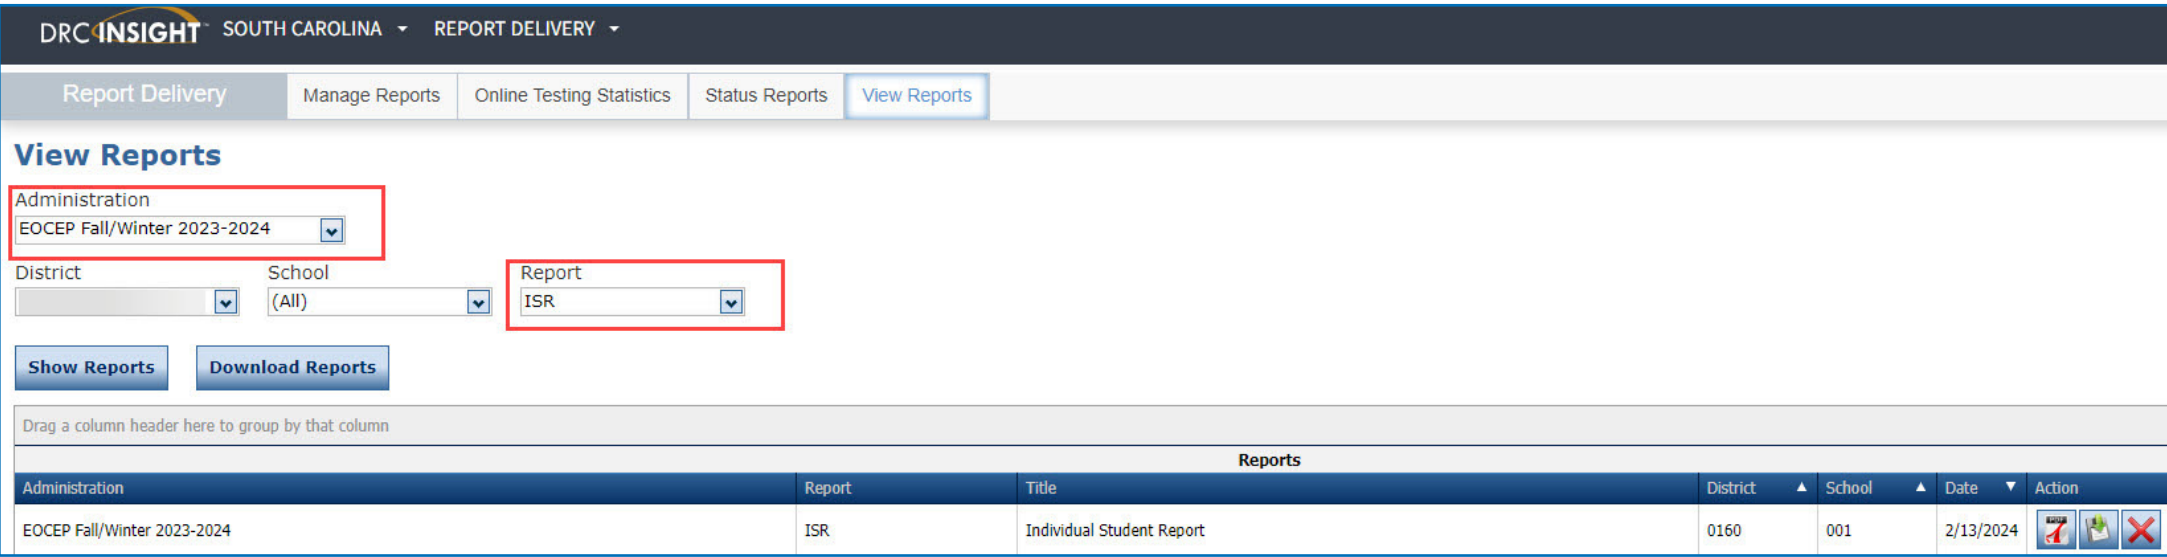 DRC INSIGHT SOUTH CAROLINA REPORT DELIVERY
Report Delivery Manage Reports Online Testing Statistics Status Reports View Reports
View Reports
Administration
EOCEP Fall/Winter 2023-2024
District School Report
(All) ISR
Show Reports Download Reports
Drag a column header here to group by that column
Reports
Administration Report Title District School Date Action
EOCEP Fall/Winter 2023-2024 ISR Individual Student Report 0160 001 2/13/2024 PDF